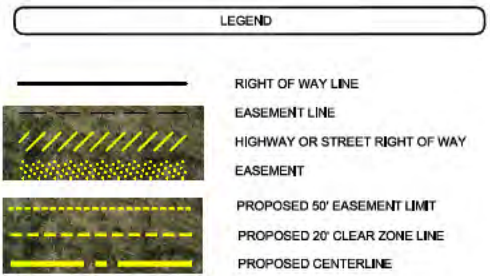 LEGEND
RIGHT OF WAY LINE
EASEMENT LINE
HIGHWAY OR STREET RIGHT OF WAY
EASEMENT
PROPOSED 50' EASEMENT LIMIT
PROPOSED 20' CLEAR ZONE LINE
PROPOSED CENTERLINE